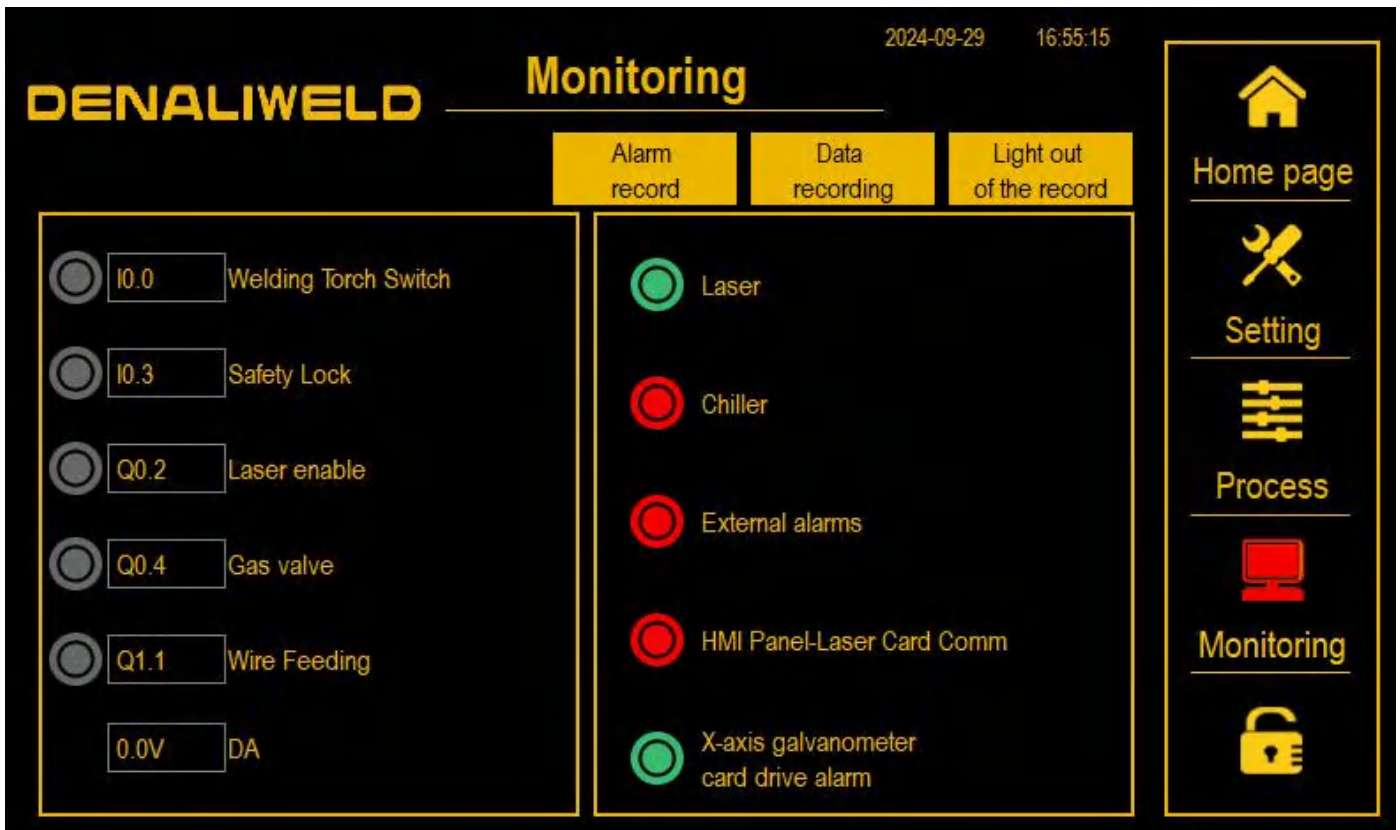 2024-09-29 16:55:15
DENALIWELD
Monitoring
Alarm
record
Data
recording
Light out
of the record
I0.0 Welding Torch Switch
I0.3 Safety Lock
Q0.2 Laser enable
Q0.4 Gas valve
Q1.1 Wire Feeding
0.0V DA
Laser
Chiller
External alarms
HMI Panel-Laser Card Comm
X-axis galvanometer
card drive alarm
Home page
Setting
Process
Monitoring